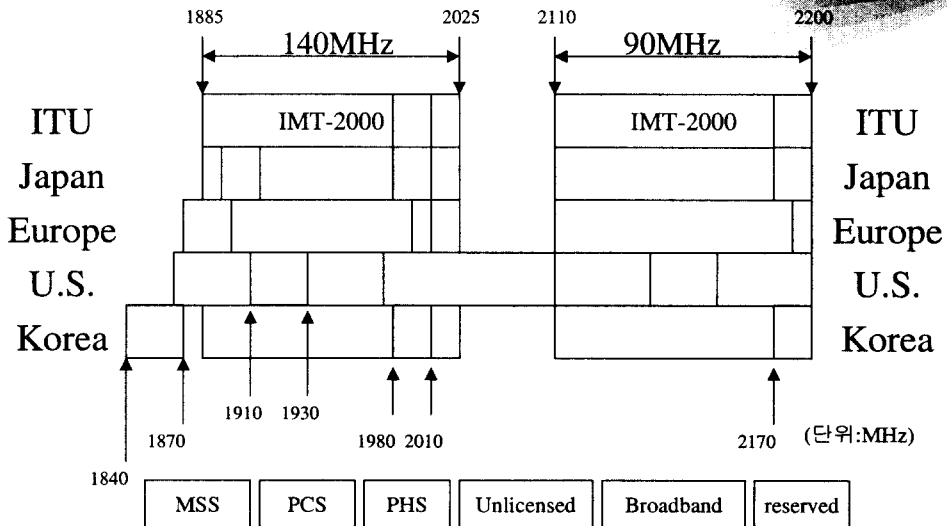 1885 2025 2110 2200
140MHz 90MHz
ITU IMT-2000 IMT-2000 ITU
Japan Japan
Europe Europe
U.S. U.S.
Korea Korea
1910 1930
1870 1980 2010 2170 (단위:MHz)
1840
MSS PCS PHS Unlicensed Broadband reserved